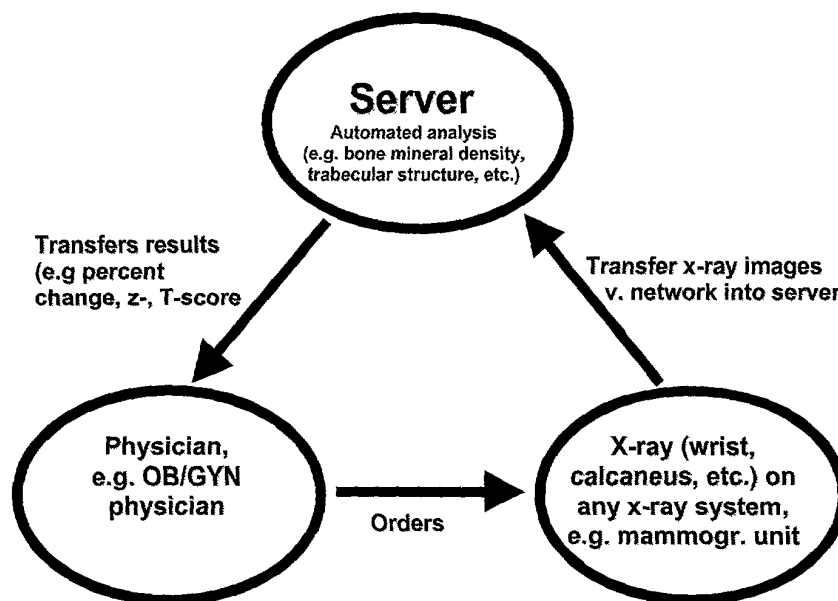 Server
Automated analysis
(e.g. bone mineral density,
trabecular structure, etc.)
Transfers results
(e.g percent
change, z-, T-score
Transfer x-ray images
v. network into server
Physician,
e.g. OB/GYN
physician
Orders
X-ray (wrist,
calcaneus, etc.) on
any x-ray system,
e.g. mammogr. unit